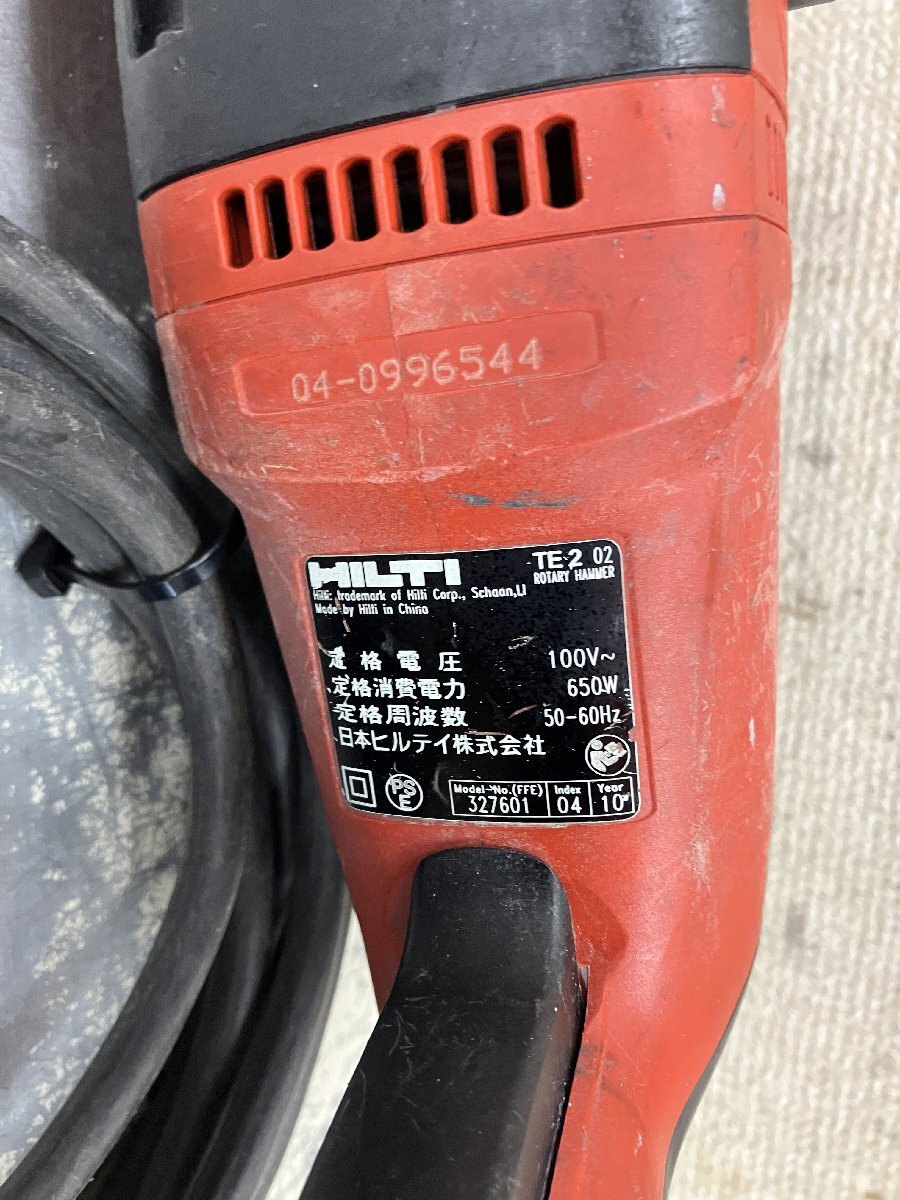 04-0996544
HILTI TE 2 02
ROTARY HAMMER
Hilti: trademark of Hilti Corp., Schaan,LI
Made by Hilti in China
定格電圧 100V~
定格消費電力 650W
定格周波数 50-60Hz
日本ヒルティ株式会社
PS
E
Model-No.(FFE) Index Year
327601 04 10